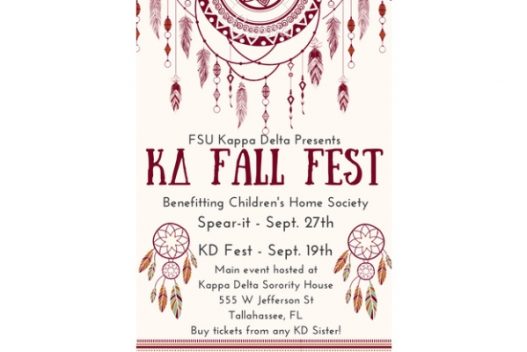 FSU Kappa Delta Presents
KΔ FALL FEST
Benefitting Children's Home Society
Spear-it - Sept. 27th
KD Fest - Sept. 19th
Main event hosted at
Kappa Delta Sorority House
555 W Jefferson St
Tallahassee, FL
Buy tickets from any KD Sister!